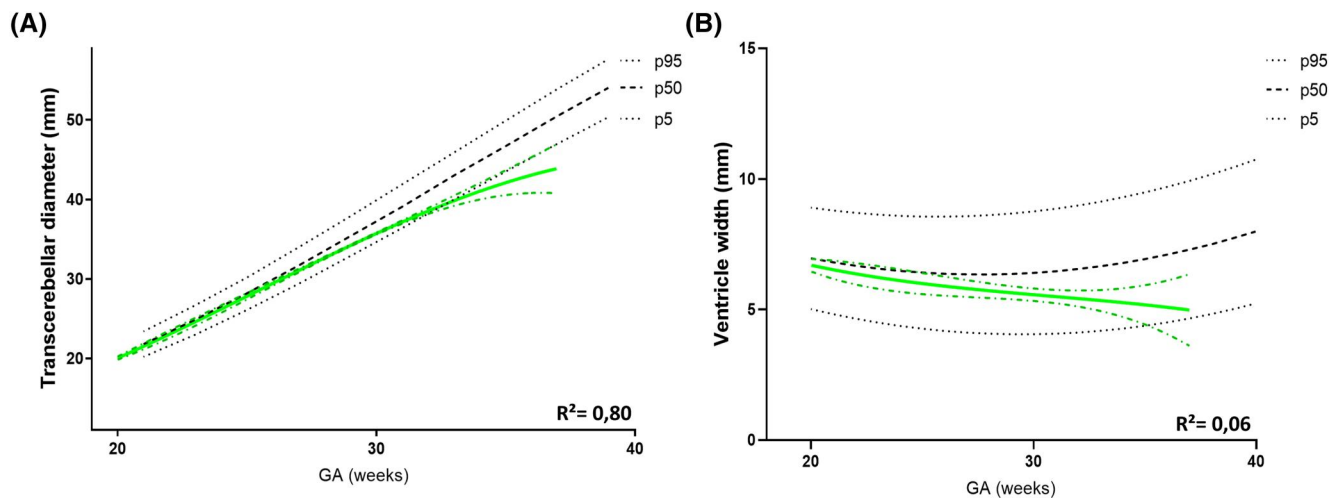 (A)
Transcerebellar diameter (mm)
50
40
30
20
p95
p50
p5
R²= 0,80
20
30
40
GA (weeks)
(B)
Ventricle width (mm)
15
10
5
0
p95
p50
p5
R²= 0,06
20
30
40
GA (weeks)